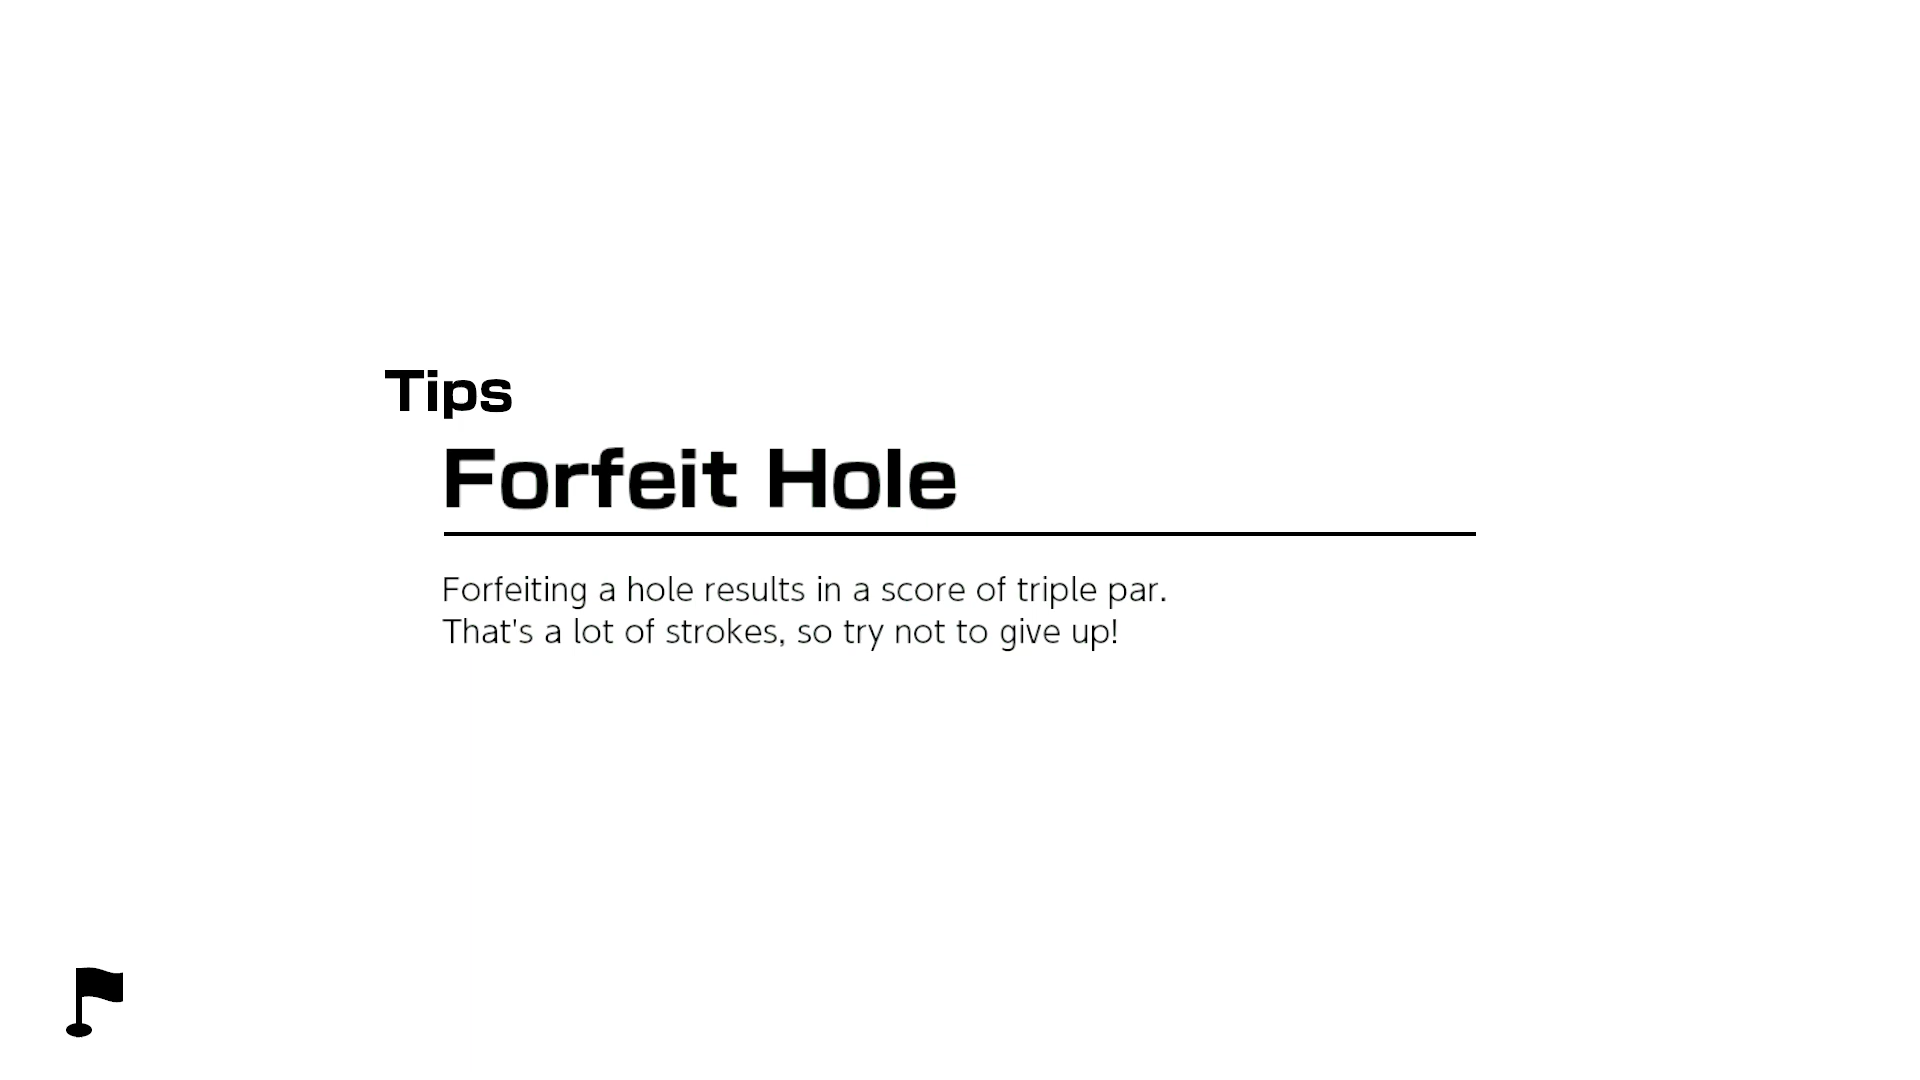 Tips
Forfeit Hole
Forfeiting a hole results in a score of triple par.
That's a lot of strokes, so try not to give up!